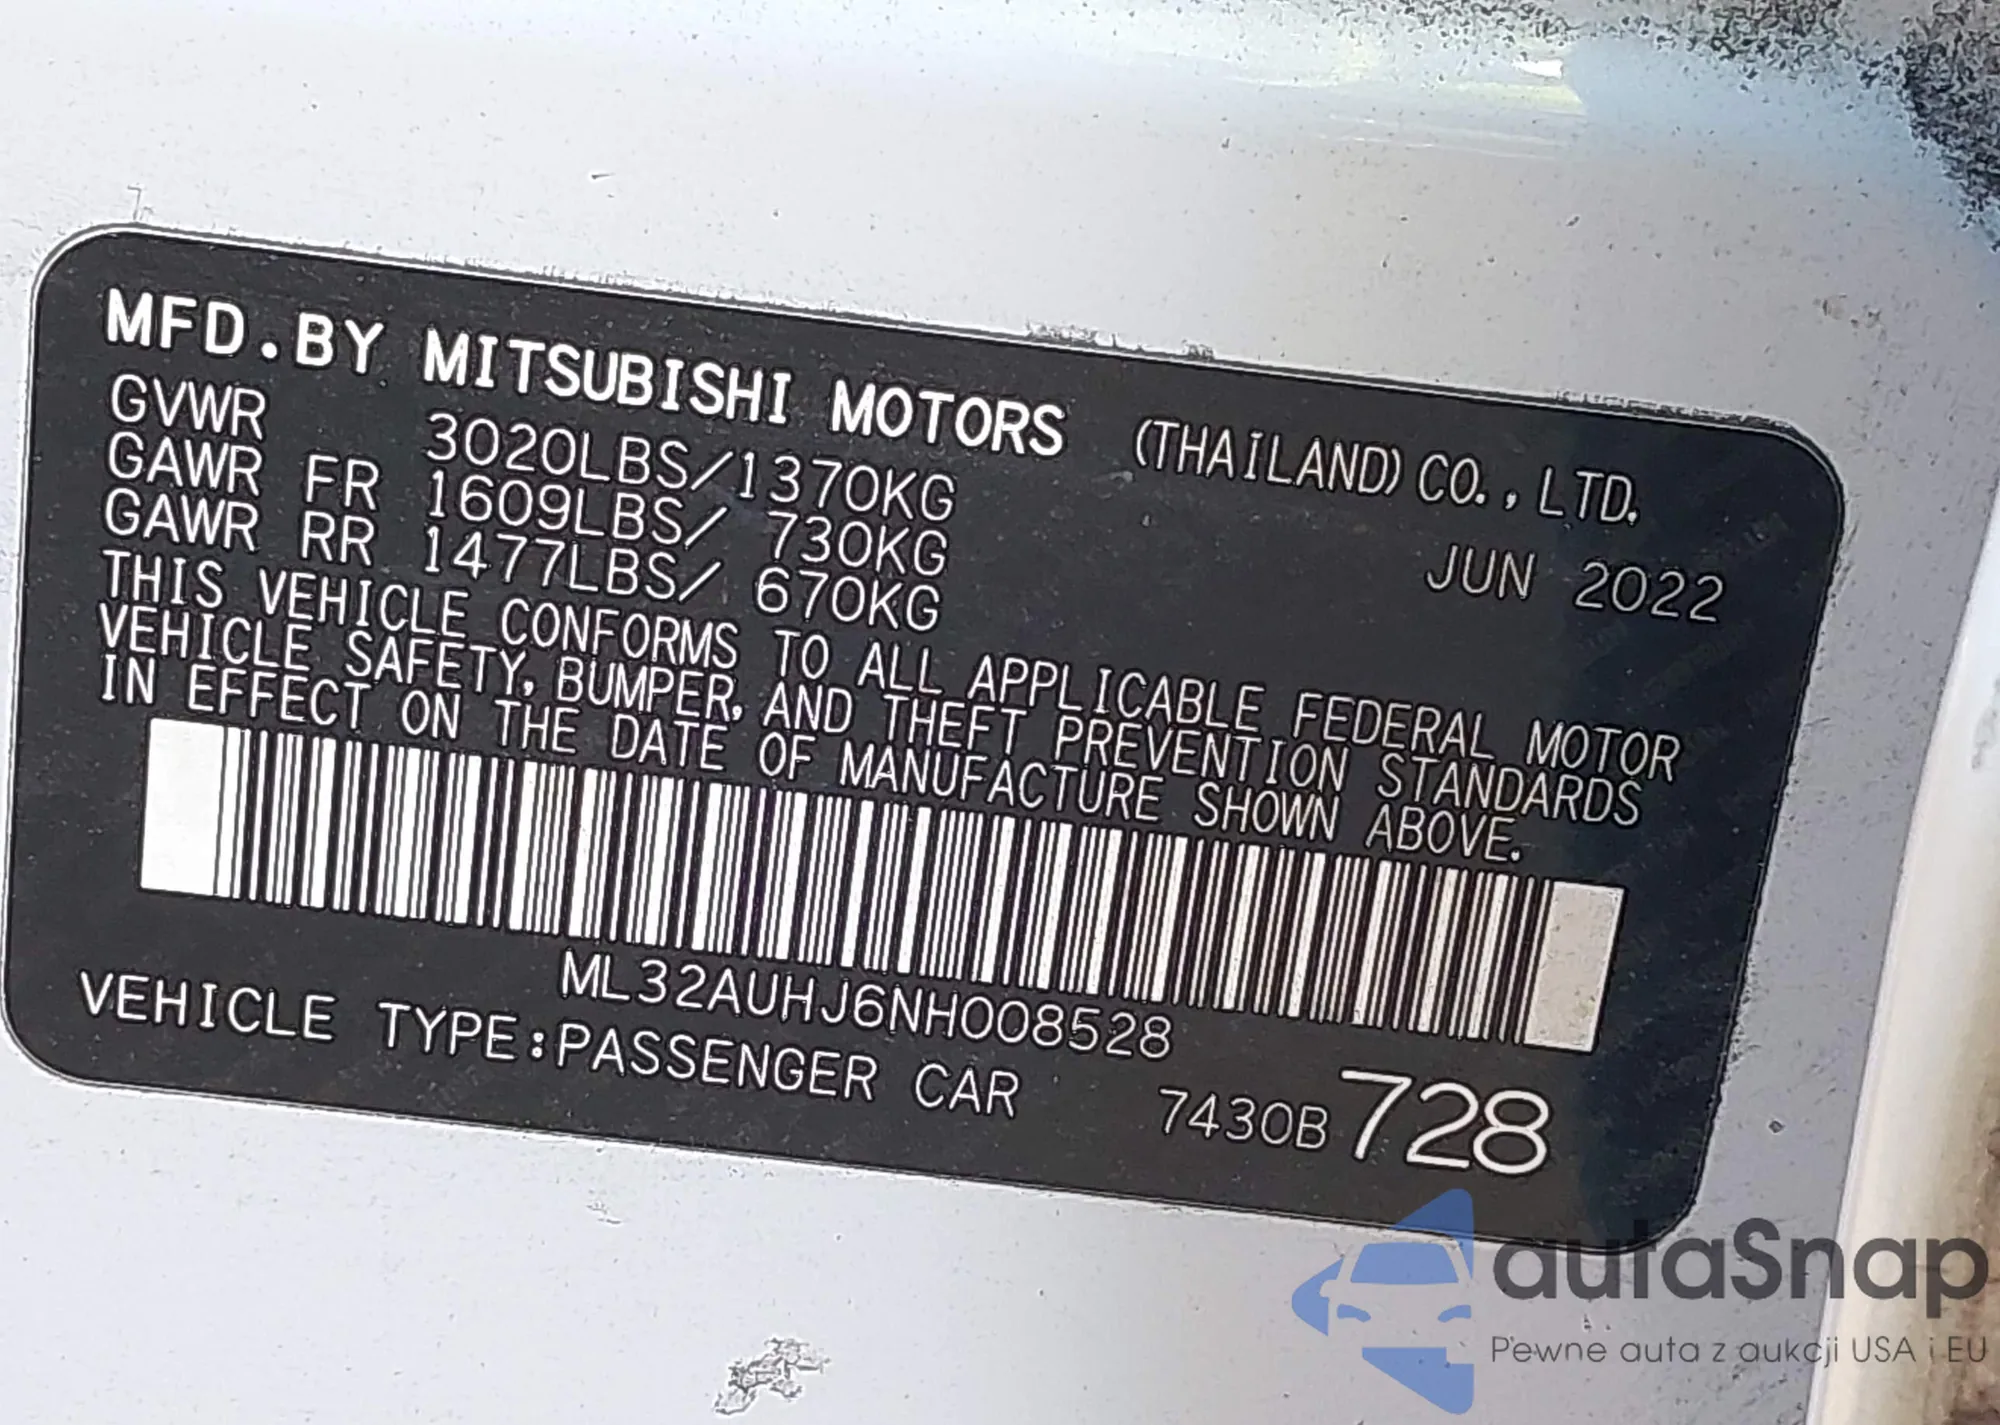 MFD.BY MITSUBISHI MOTORS (THAILAND) CO., LTD.
GVWR 3020LBS/1370KG JUN 2022
GAWR FR 1609LBS/ 730KG
GAWR RR 1477LBS/ 670KG
THIS VEHICLE CONFORMS TO ALL APPLICABLE FEDERAL MOTOR
VEHICLE SAFETY, BUMPER, AND THEFT PREVENTION STANDARDS
IN EFFECT ON THE DATE OF MANUFACTURE SHOWN ABOVE.
ML32AUHJ6NH008528
VEHICLE TYPE:PASSENGER CAR 7430B 728
autaSnap
Pewne auta z aukcji USA i EU